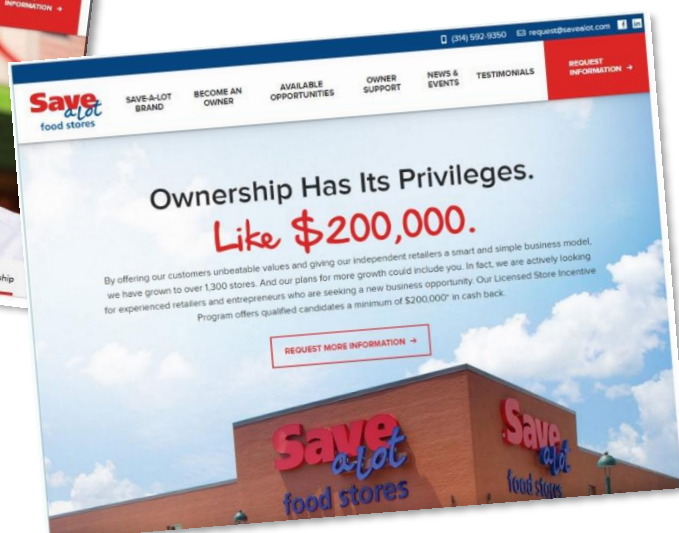 INFORMATION →
(314) 592-9350 request@savealot.com f in
Save
a lot
food stores
SAVE-A-LOT
BRAND
BECOME AN
OWNER
AVAILABLE
OPPORTUNITIES
OWNER
SUPPORT
NEWS &
EVENTS
TESTIMONIALS
REQUEST
INFORMATION →
Ownership Has Its Privileges.
Like $200,000.
By offering our customers unbeatable values and giving our independent retailers a smart and simple business model,
we have grown to over 1,300 stores. And our plans for more growth could include you. In fact, we are actively looking
for experienced retailers and entrepreneurs who are seeking a new business opportunity. Our Licensed Store Incentive
Program offers qualified candidates a minimum of $200,000* in cash back.
REQUEST MORE INFORMATION →
Save
a lot
food stores
Save
a lot
food stores